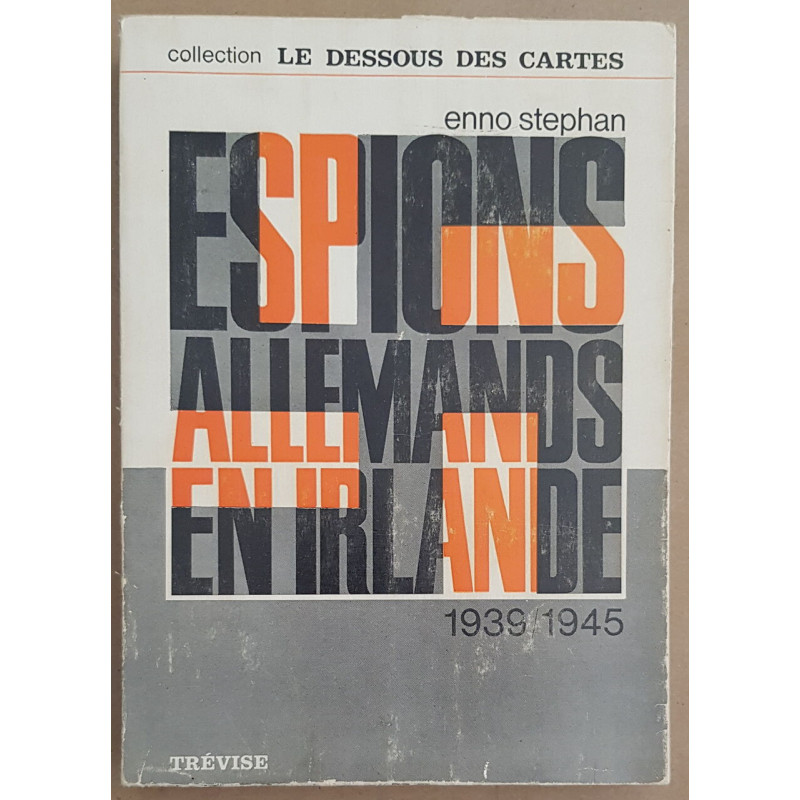 collection LE DESSOUS DES CARTES
enno stephan
ESPIONS
ALLEMANDS
EN IRLANDE
1939/1945
TRÉVISE